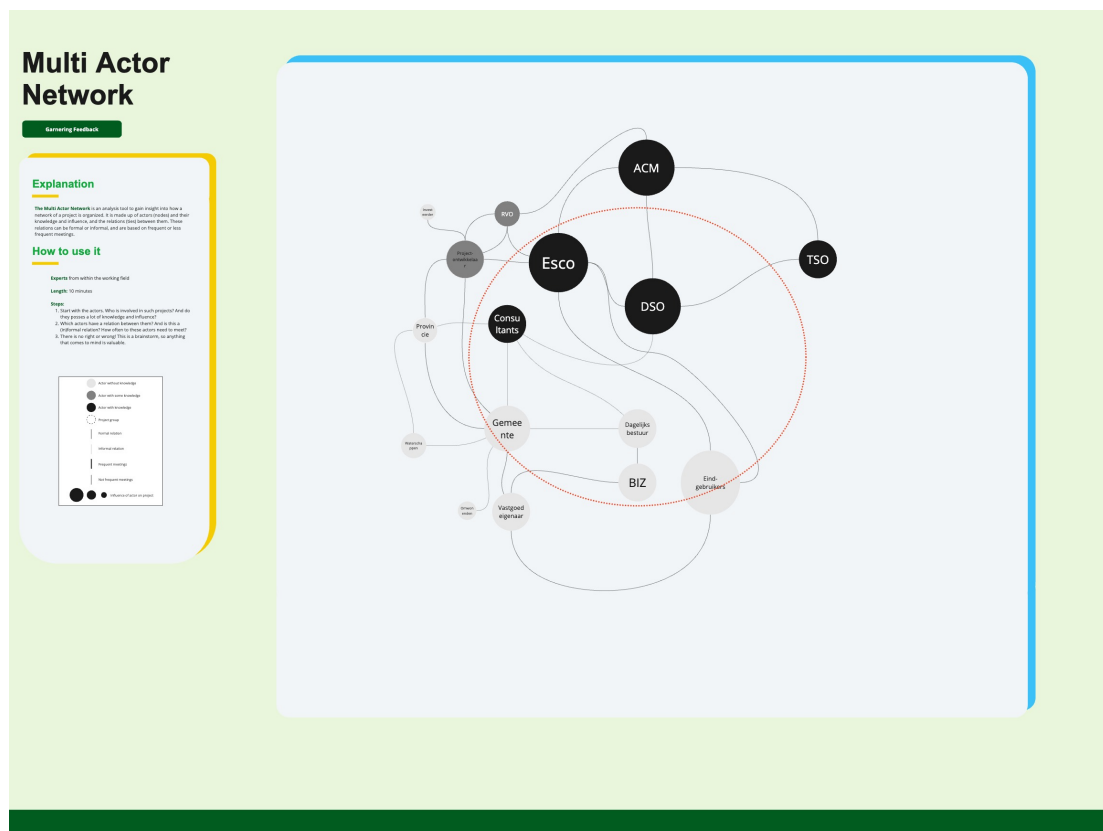 Multi Actor
Network
Garnering Feedback
Explanation
The Multi Actor Network is an analysis tool to gain insight into how a
network of a project is organized. It is made up of actors (nodes) and their
knowledge and influence, and the relations (ties) between them. These
relations can be formal or informal, and are based on frequent or less
frequent meetings.
How to use it
Experts from within the working field
Length: 10 minutes
Steps:
1. Start with the actors. Who is involved in such projects? And do
they posses a lot of knowledge and influence?
2. Which actors have a relation between them? And is this a
(in)formal relation? How often to these actors need to meet?
3. There is no right or wrong! This is a brainstorm, so anything
that comes to mind is valuable.
Actor without knowledge
Actor with some knowledge
Actor with knowledge
Project group
Formal relation
Informal relation
Frequent meetings
Not frequent meetings
Influence of actor on project
ACM
RVO
Esco
TSO
DSO
Consu
ltants
Provin
cie
Gemee
nte
Dagelijks
bestuur
BIZ
Eind-
gebruikers
Vastgoed
eigenaar